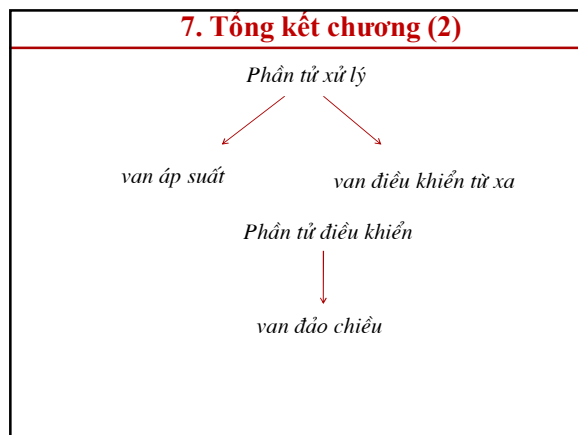 7. Tổng kết chương (2)
Phần tử xử lý
van áp suất
van điều khiển từ xa
Phần tử điều khiển
van đảo chiều